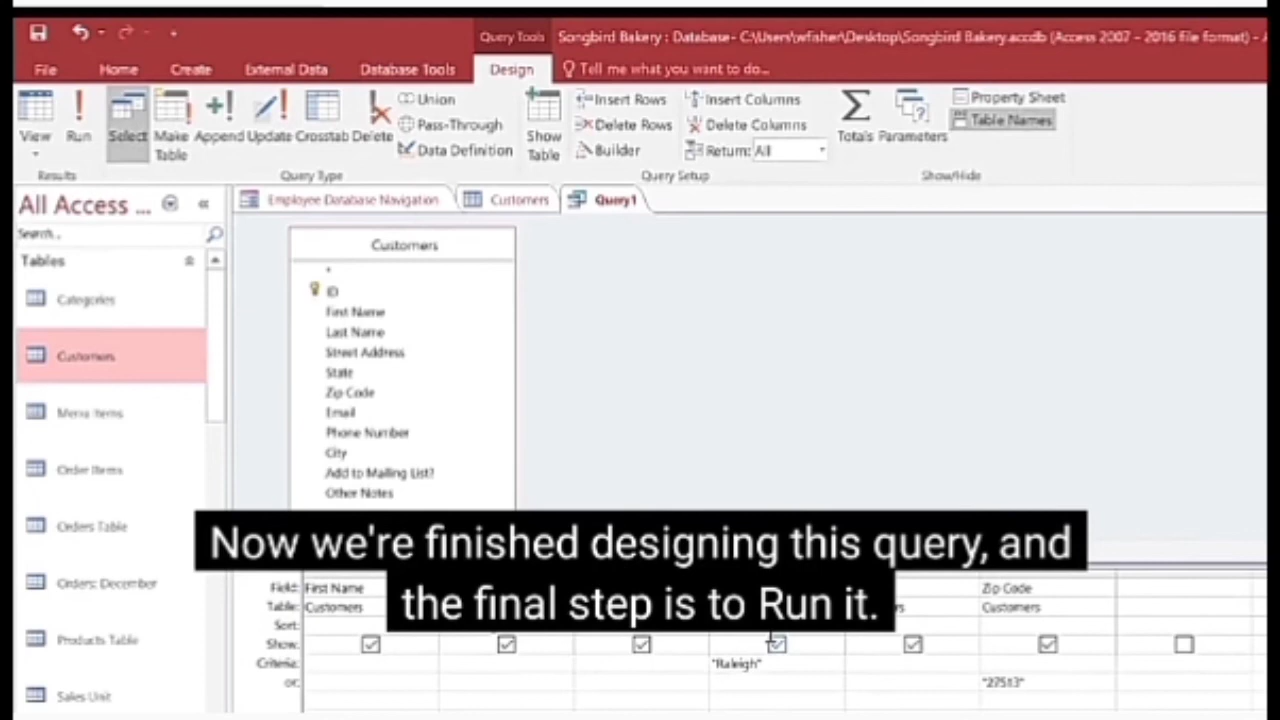 Query Tools
Songbird Bakery : Database- C:\Users\wfisher\Desktop\Songbird Bakery.accdb (Access 2007 - 2016 file format) -
File Home Create External Data Database Tools Design Tell me what you want to do...
View
Run
Select
Make Table
Append
Update
Crosstab
Delete
Union
Pass-Through
Data Definition
Show Table
Insert Rows
Delete Rows
Builder
Insert Columns
Delete Columns
Return: All
Totals
Parameters
Property Sheet
Table Names
Results
Query Type
Query Setup
Show/Hide
All Access ...
Search..
Tables
Categories
Customers
Menu Items
Order Items
Orders Table
Orders: December
Products Table
Sales Unit
Employee Database Navigation
Customers
Query1
Customers
*
ID
First Name
Last Name
Street Address
State
Zip Code
Email
Phone Number
City
Add to Mailing List?
Other Notes
Now we're finished designing this query, and
the final step is to Run it.
Field: First Name Zip Code
Table: Customers Customers
Sort:
Show:
Criteria: "Raleigh"
or: "27513"